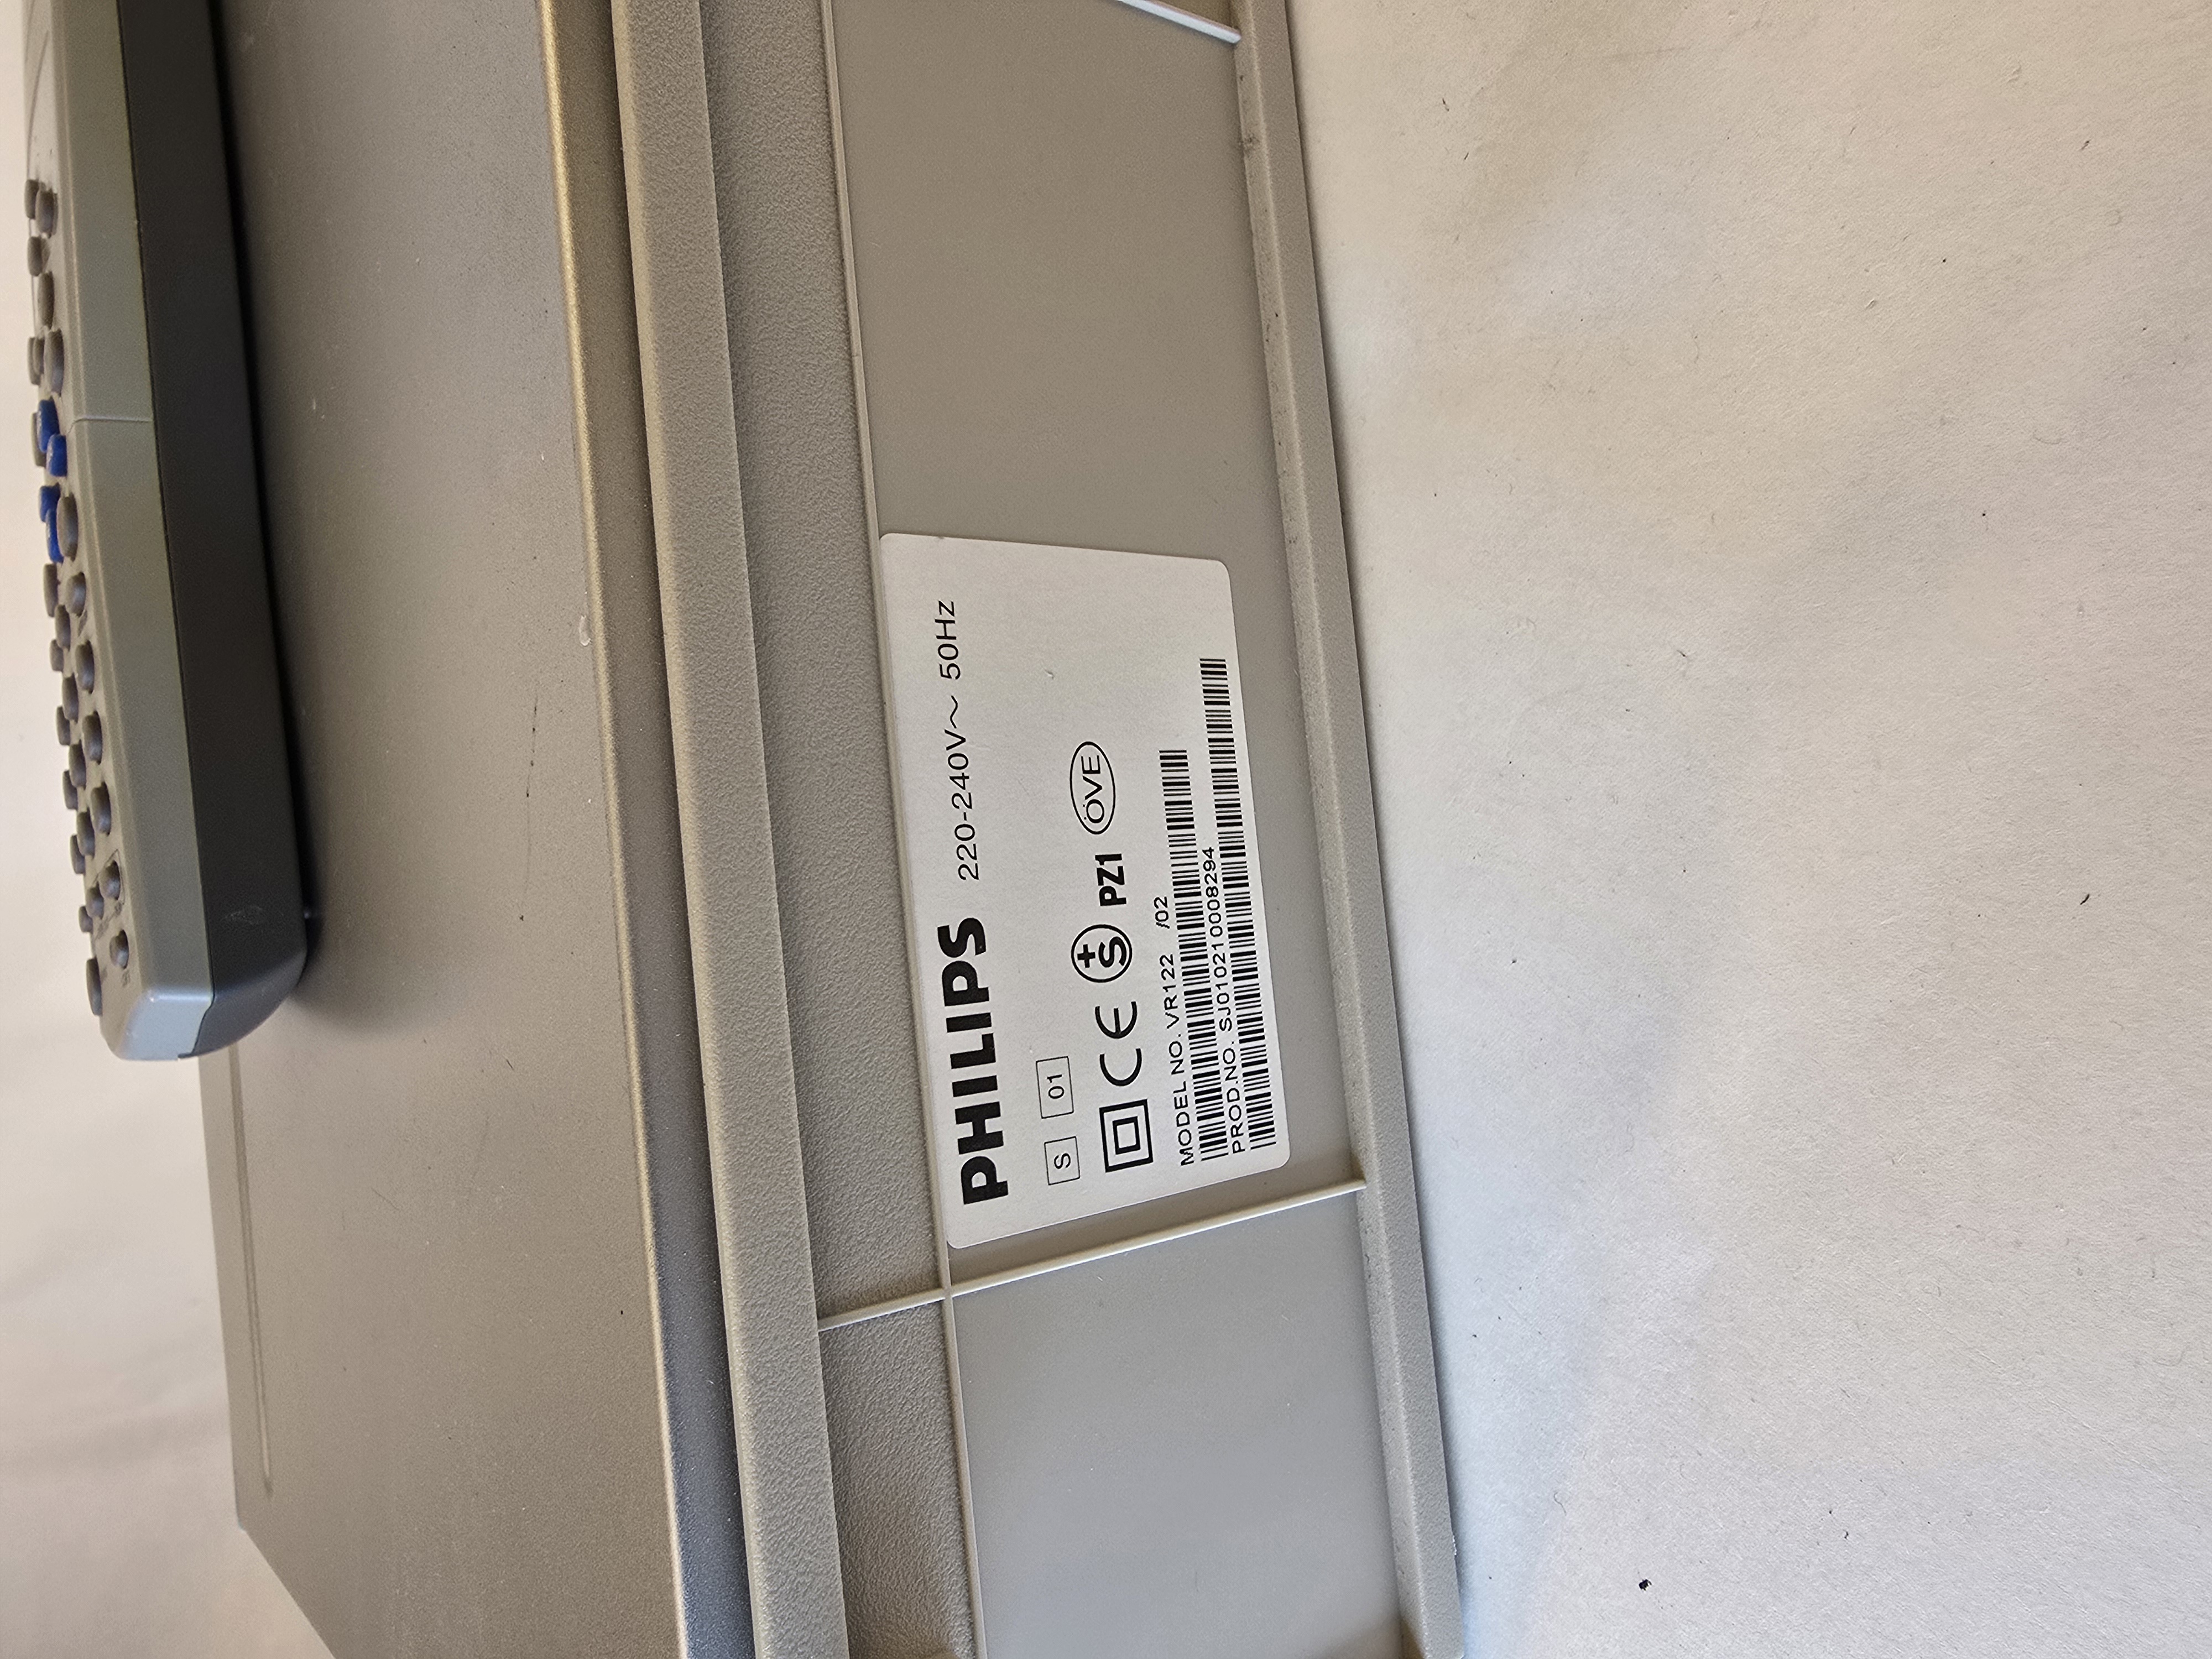 PHILIPS 220-240V~ 50Hz
S 01
CE +S PZ1 ÖVE
MODEL NO. VR122 /02
PROD.NO. SJ010210008294